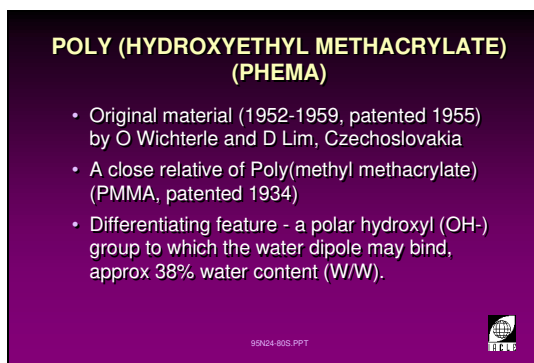 POLY (HYDROXYETHYL METHACRYLATE)
(PHEMA)
• Original material (1952-1959, patented 1955)
by O Wichterle and D Lim, Czechoslovakia
• A close relative of Poly(methyl methacrylate)
(PMMA, patented 1934)
• Differentiating feature - a polar hydroxyl (OH-)
group to which the water dipole may bind,
approx 38% water content (W/W).
95N24-80S.PPT
IACLE